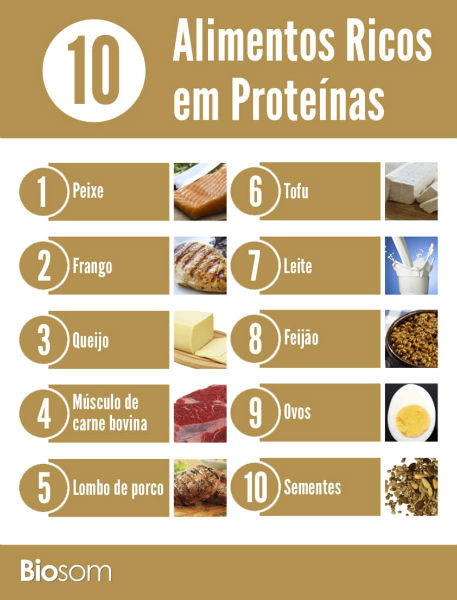 10
Alimentos Ricos
em Proteínas
1 Peixe
2 Frango
3 Queijo
4 Músculo de
carne bovina
5 Lombo de porco
6 Tofu
7 Leite
8 Feijão
9 Ovos
10 Sementes
Biosom